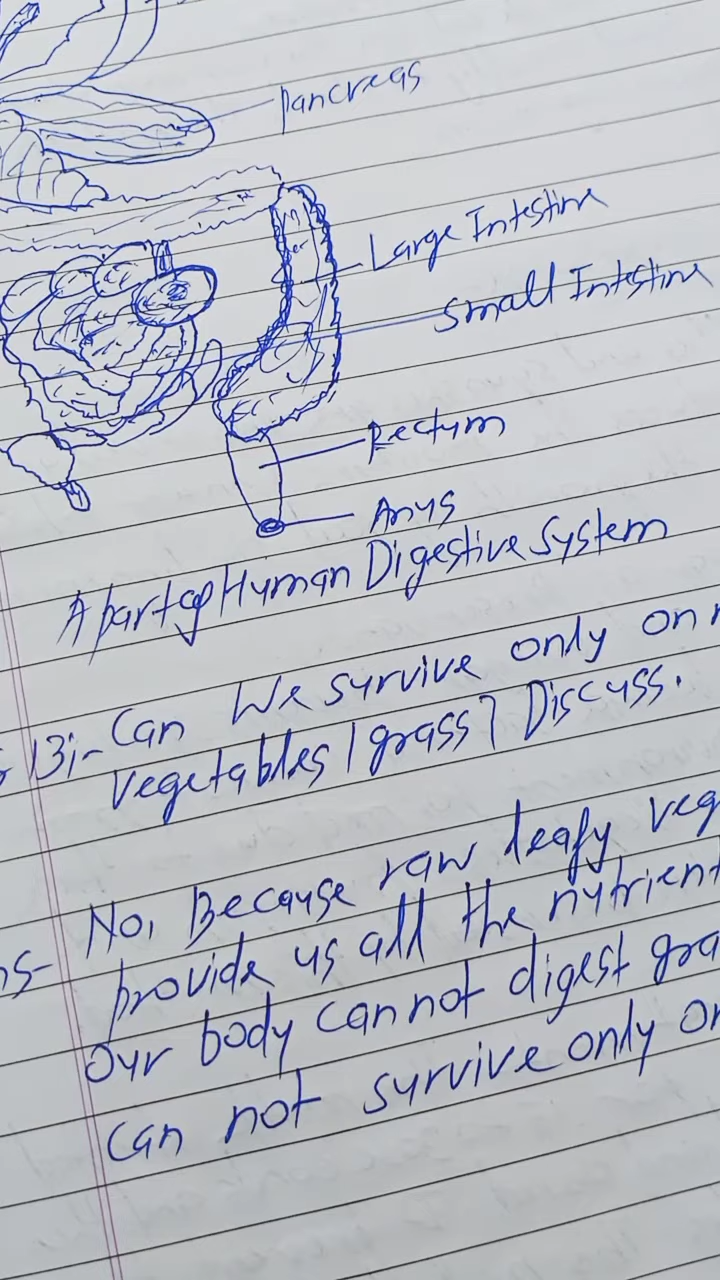 Pancreas
Large Intestine
Small Intestine
Rectum
Anus
A part of Human Digestive System
13:- Can We survive only on
vegetables/grass? Discuss.
No, Because raw leafy veg
provide us all the nutrient
Our body cannot digest gra
can not survive only on